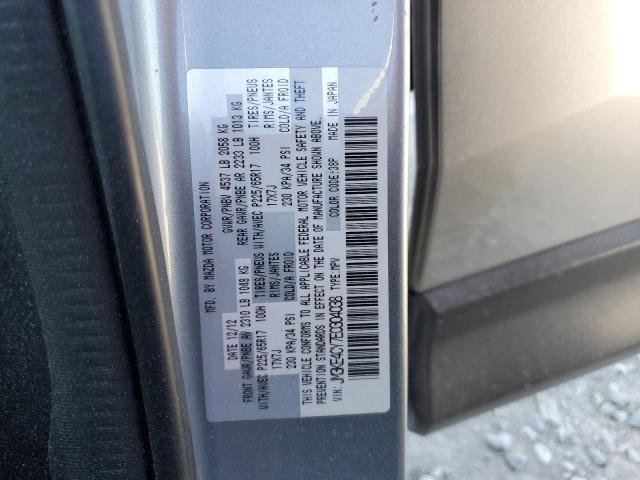 MFD. BY MAZDA MOTOR CORPORATION
DATE 12/12 GVWR/PNBV 4537 LB 2058 KG
FRONT GAWR/PNBE AV 2310 LB 1048 KG REAR GAWR/PNBE AR 2233 LB 1013 KG
WITH/AVEC P225/65R17 100H TIRES/PNEUS WITH/AVEC P225/65R17 100H TIRES/PNEUS
17X7J RIMS/JANTES 17X7J RIMS/JANTES
230 KPA/34 PSI COLD/A FROID 230 KPA/34 PSI COLD/A FROID
THIS VEHICLE CONFORMS TO ALL APPLICABLE FEDERAL MOTOR VEHICLE SAFETY AND THEFT
PREVENTION STANDARDS IN EFFECT ON THE DATE OF MANUFACTURE SHOWN ABOVE.
VIN: JM3KE4CY7E0304038 TYPE:MPV COLOR CODE:38P MADE IN JAPAN